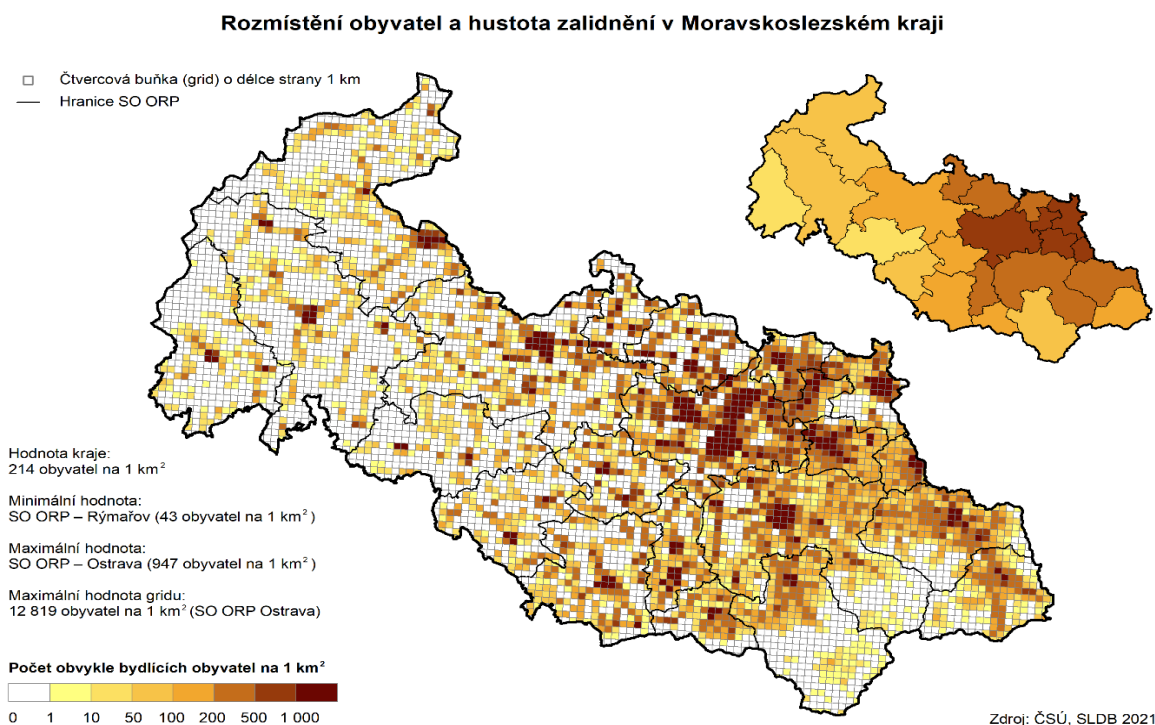 Rozmístění obyvatel a hustota zalidnění v Moravskoslezském kraji
Čtvercová buňka (grid) o délce strany 1 km
Hranice SO ORP
Hodnota kraje:
214 obyvatel na 1 km²
Minimální hodnota:
SO ORP – Rýmařov (43 obyvatel na 1 km²)
Maximální hodnota:
SO ORP – Ostrava (947 obyvatel na 1 km²)
Maximální hodnota gridu:
12 819 obyvatel na 1 km² (SO ORP Ostrava)
Počet obvykle bydlících obyvatel na 1 km²
0 1 10 50 100 200 500 1 000
Zdroj: ČSÚ, SLDB 2021